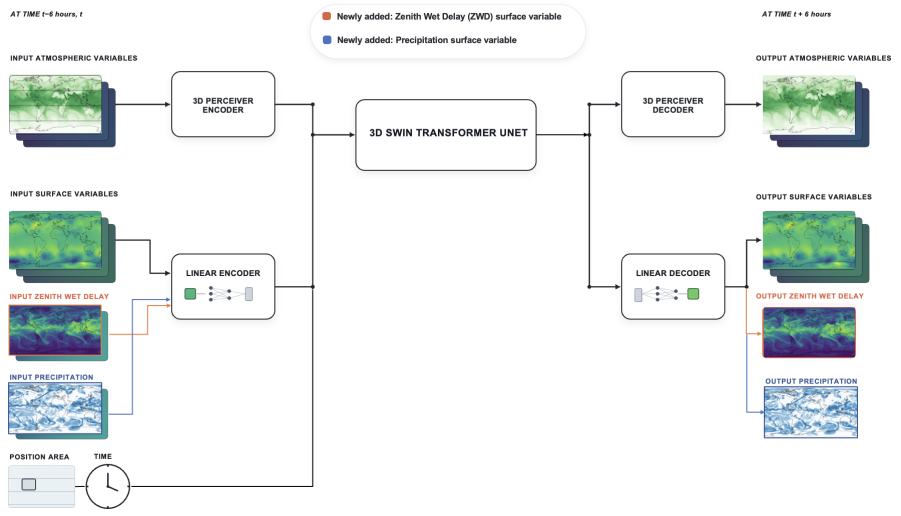 AT TIME t−6 hours, t
Newly added: Zenith Wet Delay (ZWD) surface variable
Newly added: Precipitation surface variable
AT TIME t + 6 hours
INPUT ATMOSPHERIC VARIABLES
3D PERCEIVER
ENCODER
3D SWIN TRANSFORMER UNET
3D PERCEIVER
DECODER
OUTPUT ATMOSPHERIC VARIABLES
INPUT SURFACE VARIABLES
LINEAR ENCODER
LINEAR DECODER
OUTPUT SURFACE VARIABLES
INPUT ZENITH WET DELAY
OUTPUT ZENITH WET DELAY
INPUT PRECIPITATION
OUTPUT PRECIPITATION
POSITION AREA
TIME